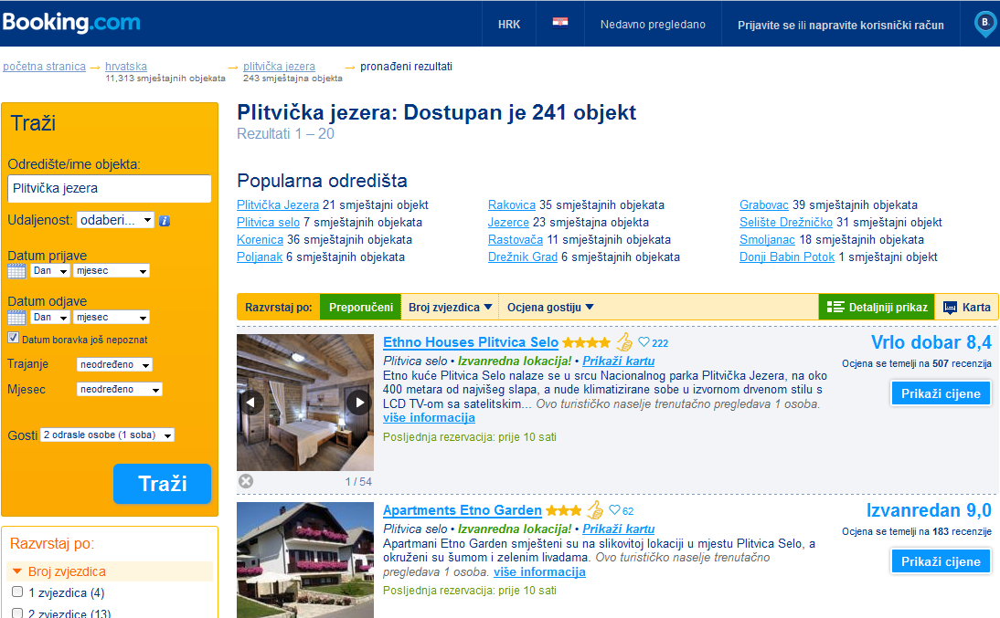 Booking.com
HRK
Nedavno pregledano
Prijavite se ili napravite korisnički račun
B.
početna stranica → hrvatska → plitvička jezera → pronađeni rezultati
11,313 smještajnih objekata
243 smještajna objekta
Traži
Odredište/ime objekta:
Plitvička jezera
Udaljenost: odaberi... i
Datum prijave
Dan mjesec
Datum odjave
Dan mjesec
Datum boravka još nepoznat
Trajanje neodređeno
Mjesec neodređeno
Gosti 2 odrasle osobe (1 soba)
Traži
Razvrstaj po:
Broj zvjezdica
1 zvjezdica (4)
2 zvjezdice (13)
Plitvička jezera: Dostupan je 241 objekt
Rezultati 1 – 20
Popularna odredišta
Plitvička Jezera 21 smještajni objekt
Plitvica selo 7 smještajnih objekata
Korenica 36 smještajnih objekata
Poljanak 6 smještajnih objekata
Rakovica 35 smještajnih objekata
Jezerce 23 smještajna objekta
Rastovača 11 smještajnih objekata
Drežnik Grad 6 smještajnih objekata
Grabovac 39 smještajnih objekata
Selište Drežničko 31 smještajni objekt
Smoljanac 18 smještajnih objekata
Donji Babin Potok 1 smještajni objekt
Razvrstaj po: Preporučeni Broj zvjezdica Ocjena gostiju Detaljniji prikaz Karta
Ethno Houses Plitvica Selo 222
Plitvica selo • Izvanredna lokacija! • Prikaži kartu
Etno kuće Plitvica Selo nalaze se u srcu Nacionalnog parka Plitvička Jezera, na oko
400 metara od najvišeg slapa, a nude klimatizirane sobe u izvornom drvenom stilu s
LCD TV-om sa satelitskim... Ovo turističko naselje trenutačno pregledava 1 osoba.
više informacija
Posljednja rezervacija: prije 10 sati
1 / 54
Vrlo dobar 8,4
Ocjena se temelji na 507 recenzija
Prikaži cijene
Apartments Etno Garden 62
Plitvica selo • Izvanredna lokacija! • Prikaži kartu
Apartmani Etno Garden smješteni su na slikovitoj lokaciji u mjestu Plitvica Selo, a
okruženi su šumom i zelenim livadama. Ovo turističko naselje trenutačno
pregledava 1 osoba. više informacija
Posljednja rezervacija: prije 10 sati
Izvanredan 9,0
Ocjena se temelji na 183 recenzije
Prikaži cijene